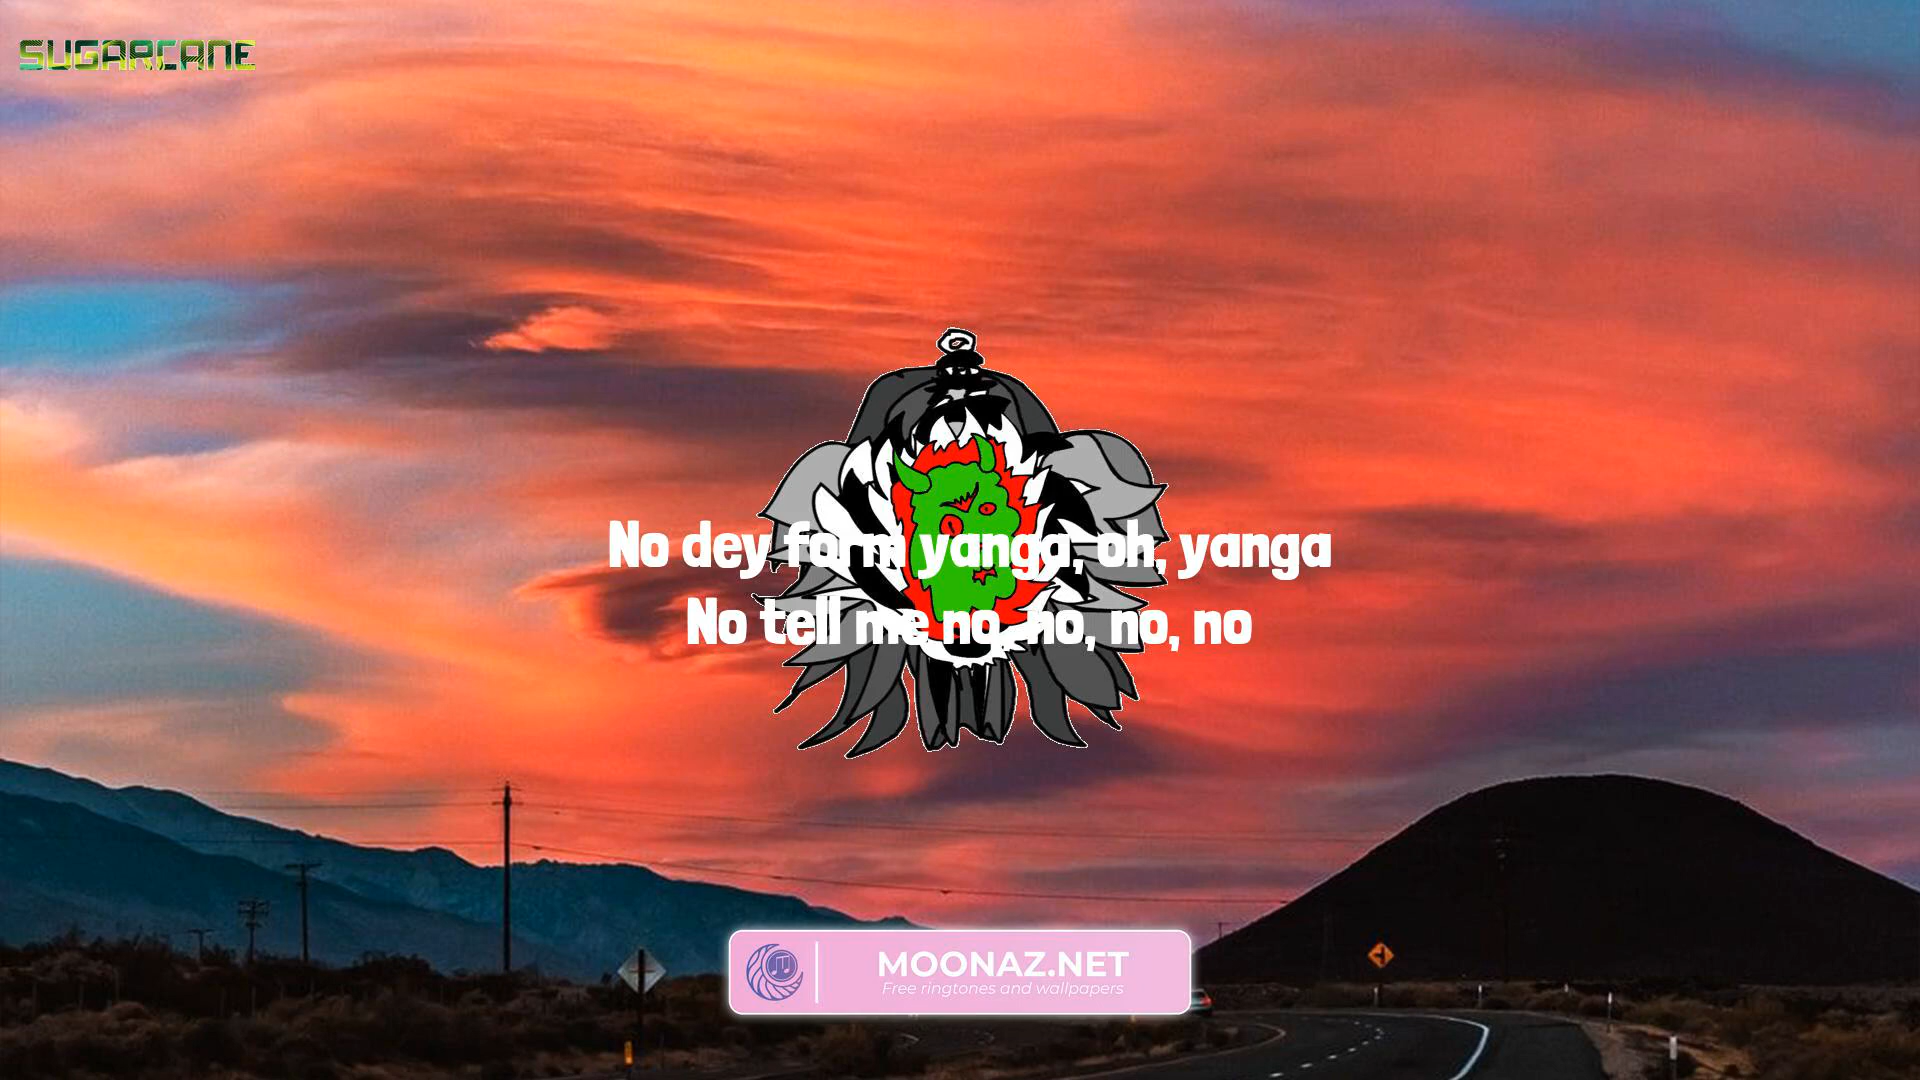 SUGARCANE
No dey form yanga, oh, yanga
No tell me no, no, no, no
MOONAZ.NET
Free ringtones and wallpapers